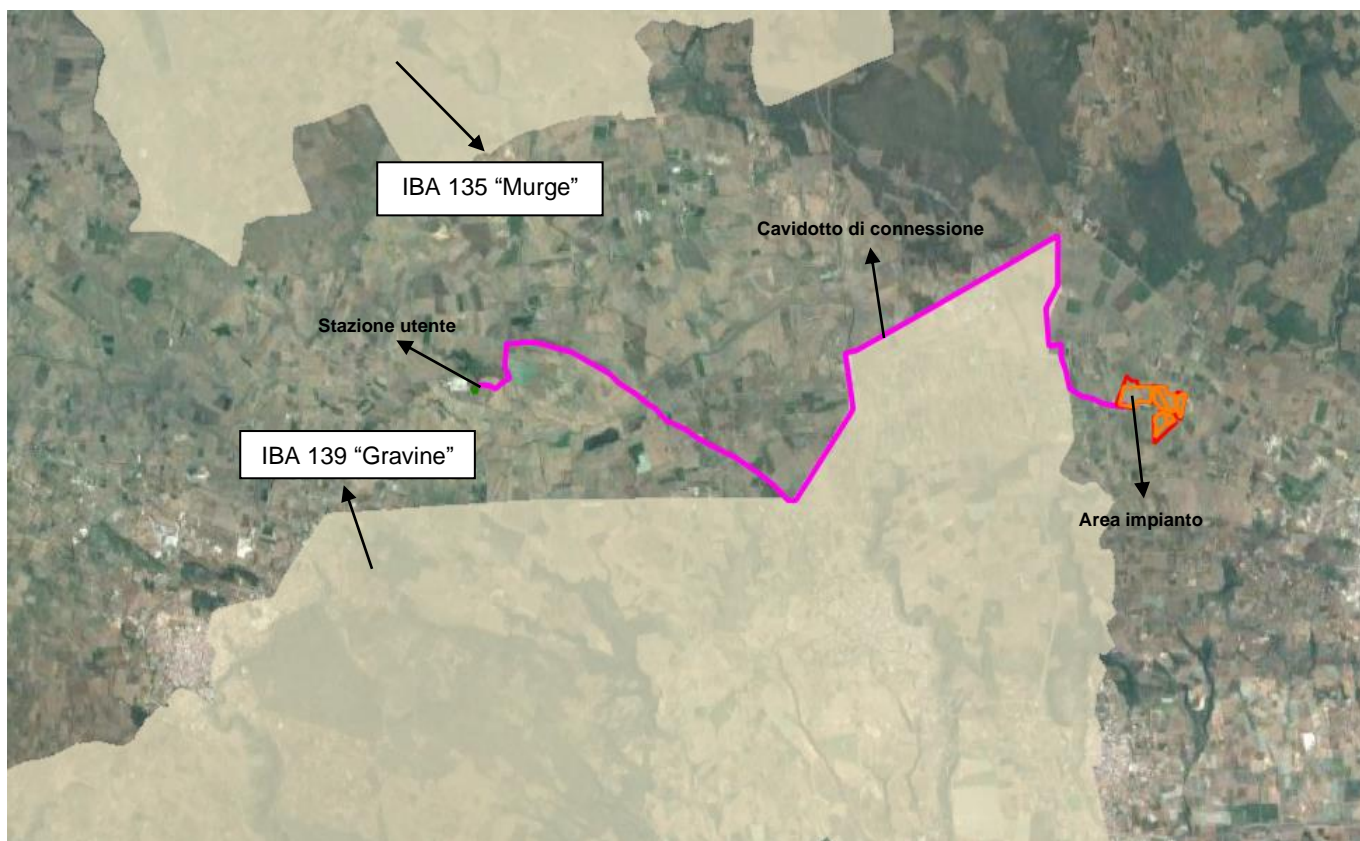 IBA 135 “Murge”
Cavidotto di connessione
Stazione utente
IBA 139 “Gravine”
Area impianto